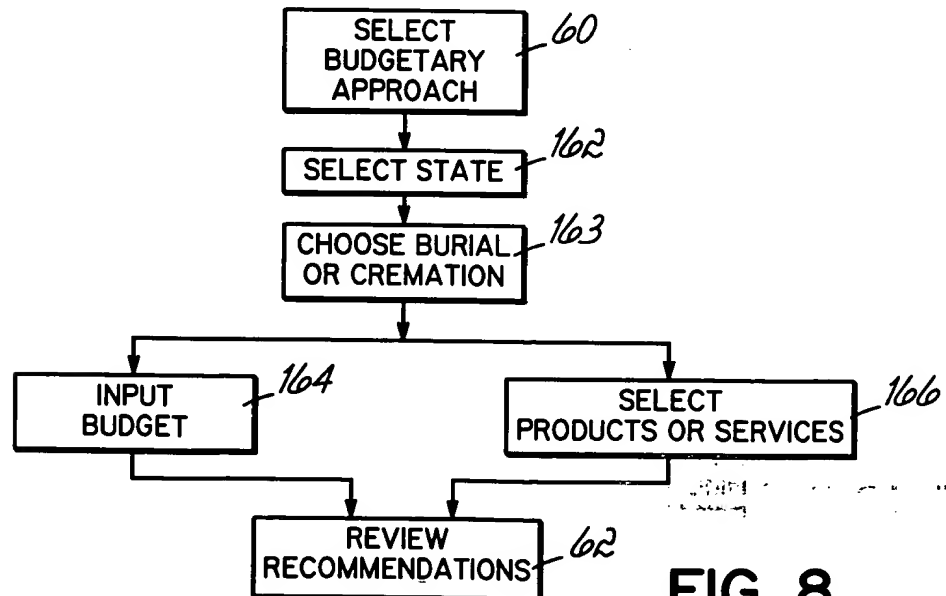 SELECT
BUDGETARY
APPROACH
60
SELECT STATE
162
CHOOSE BURIAL
OR CREMATION
163
INPUT
BUDGET
164
SELECT
PRODUCTS OR SERVICES
166
REVIEW
RECOMMENDATIONS
62
FIG. 8